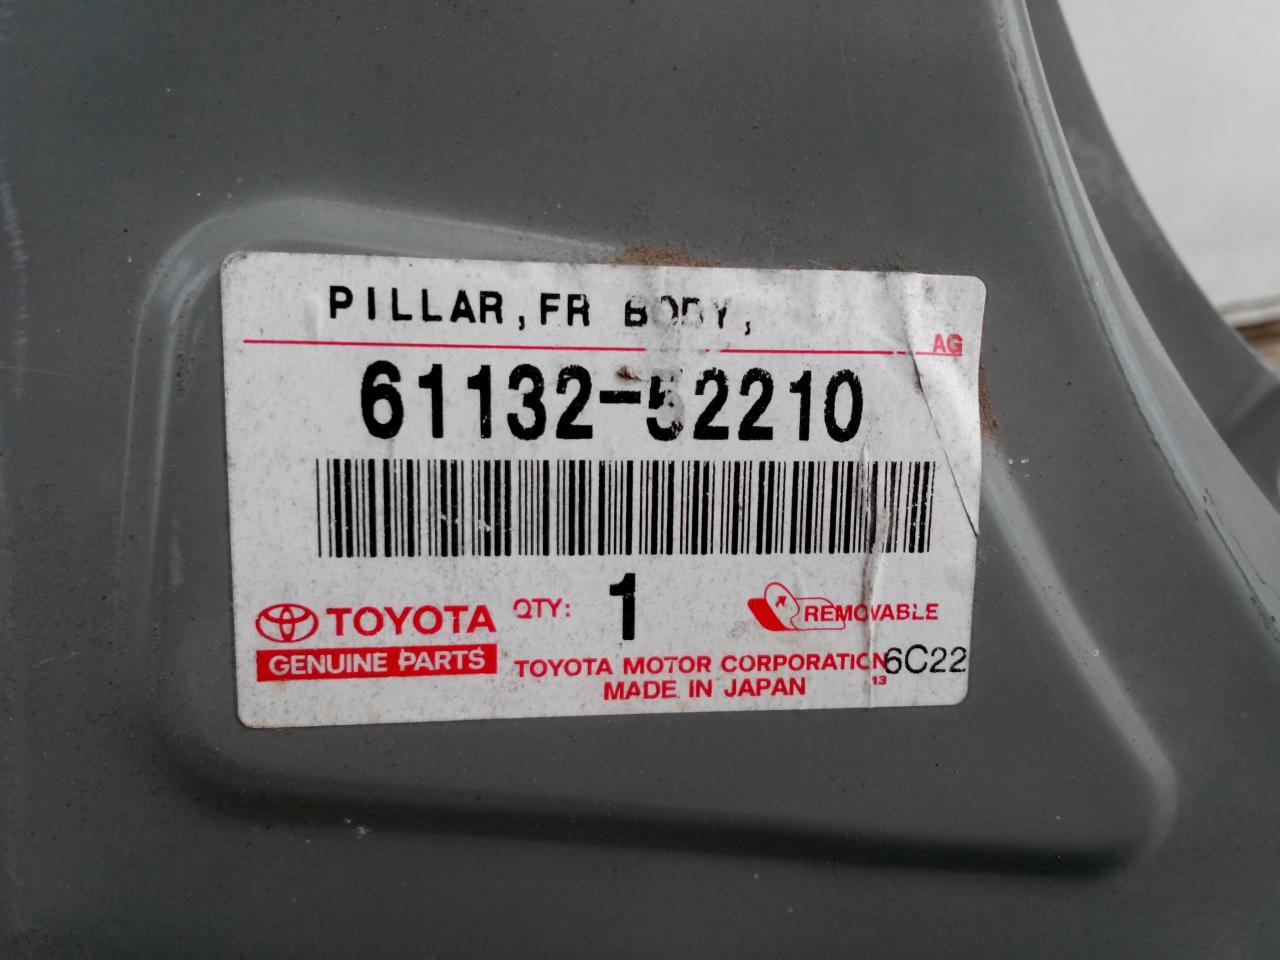 PILLAR, FR BODY,
AG
61132-52210
TOYOTA
GENUINE PARTS
QTY: 1
REMOVABLE
TOYOTA MOTOR CORPORATION 6C22
13
MADE IN JAPAN